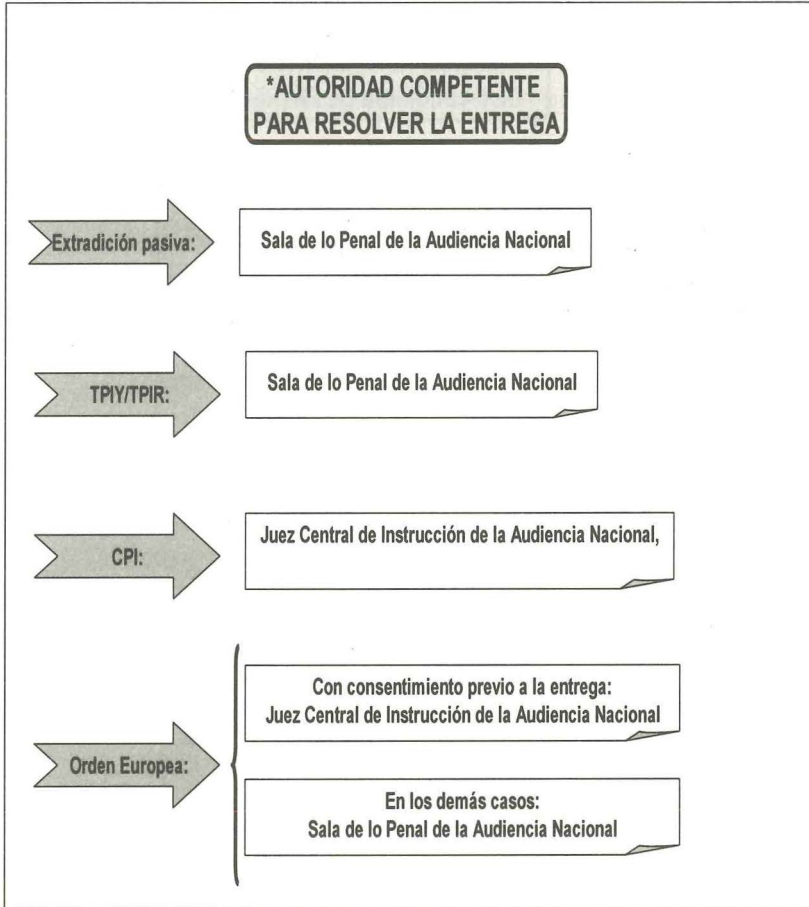 *AUTORIDAD COMPETENTE
PARA RESOLVER LA ENTREGA
Extradición pasiva:
Sala de lo Penal de la Audiencia Nacional
TPIY/TPIR:
Sala de lo Penal de la Audiencia Nacional
CPI:
Juez Central de Instrucción de la Audiencia Nacional,
Orden Europea:
Con consentimiento previo a la entrega:
Juez Central de Instrucción de la Audiencia Nacional
En los demás casos:
Sala de lo Penal de la Audiencia Nacional